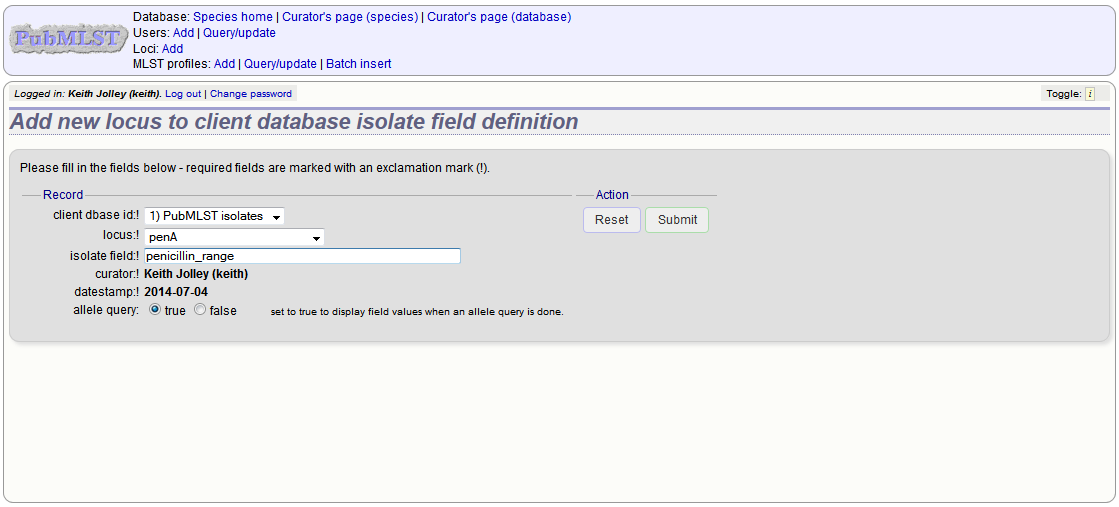 PubMLST
Database: Species home | Curator's page (species) | Curator's page (database)
Users: Add | Query/update
Loci: Add
MLST profiles: Add | Query/update | Batch insert
Logged in: Keith Jolley (keith). Log out | Change password
Toggle: i
Add new locus to client database isolate field definition
Please fill in the fields below - required fields are marked with an exclamation mark (!).
Record
client dbase id:! 1) PubMLST isolates
locus:! penA
isolate field:! penicillin_range
curator:! Keith Jolley (keith)
datestamp:! 2014-07-04
allele query: true false set to true to display field values when an allele query is done.
Action
Reset Submit